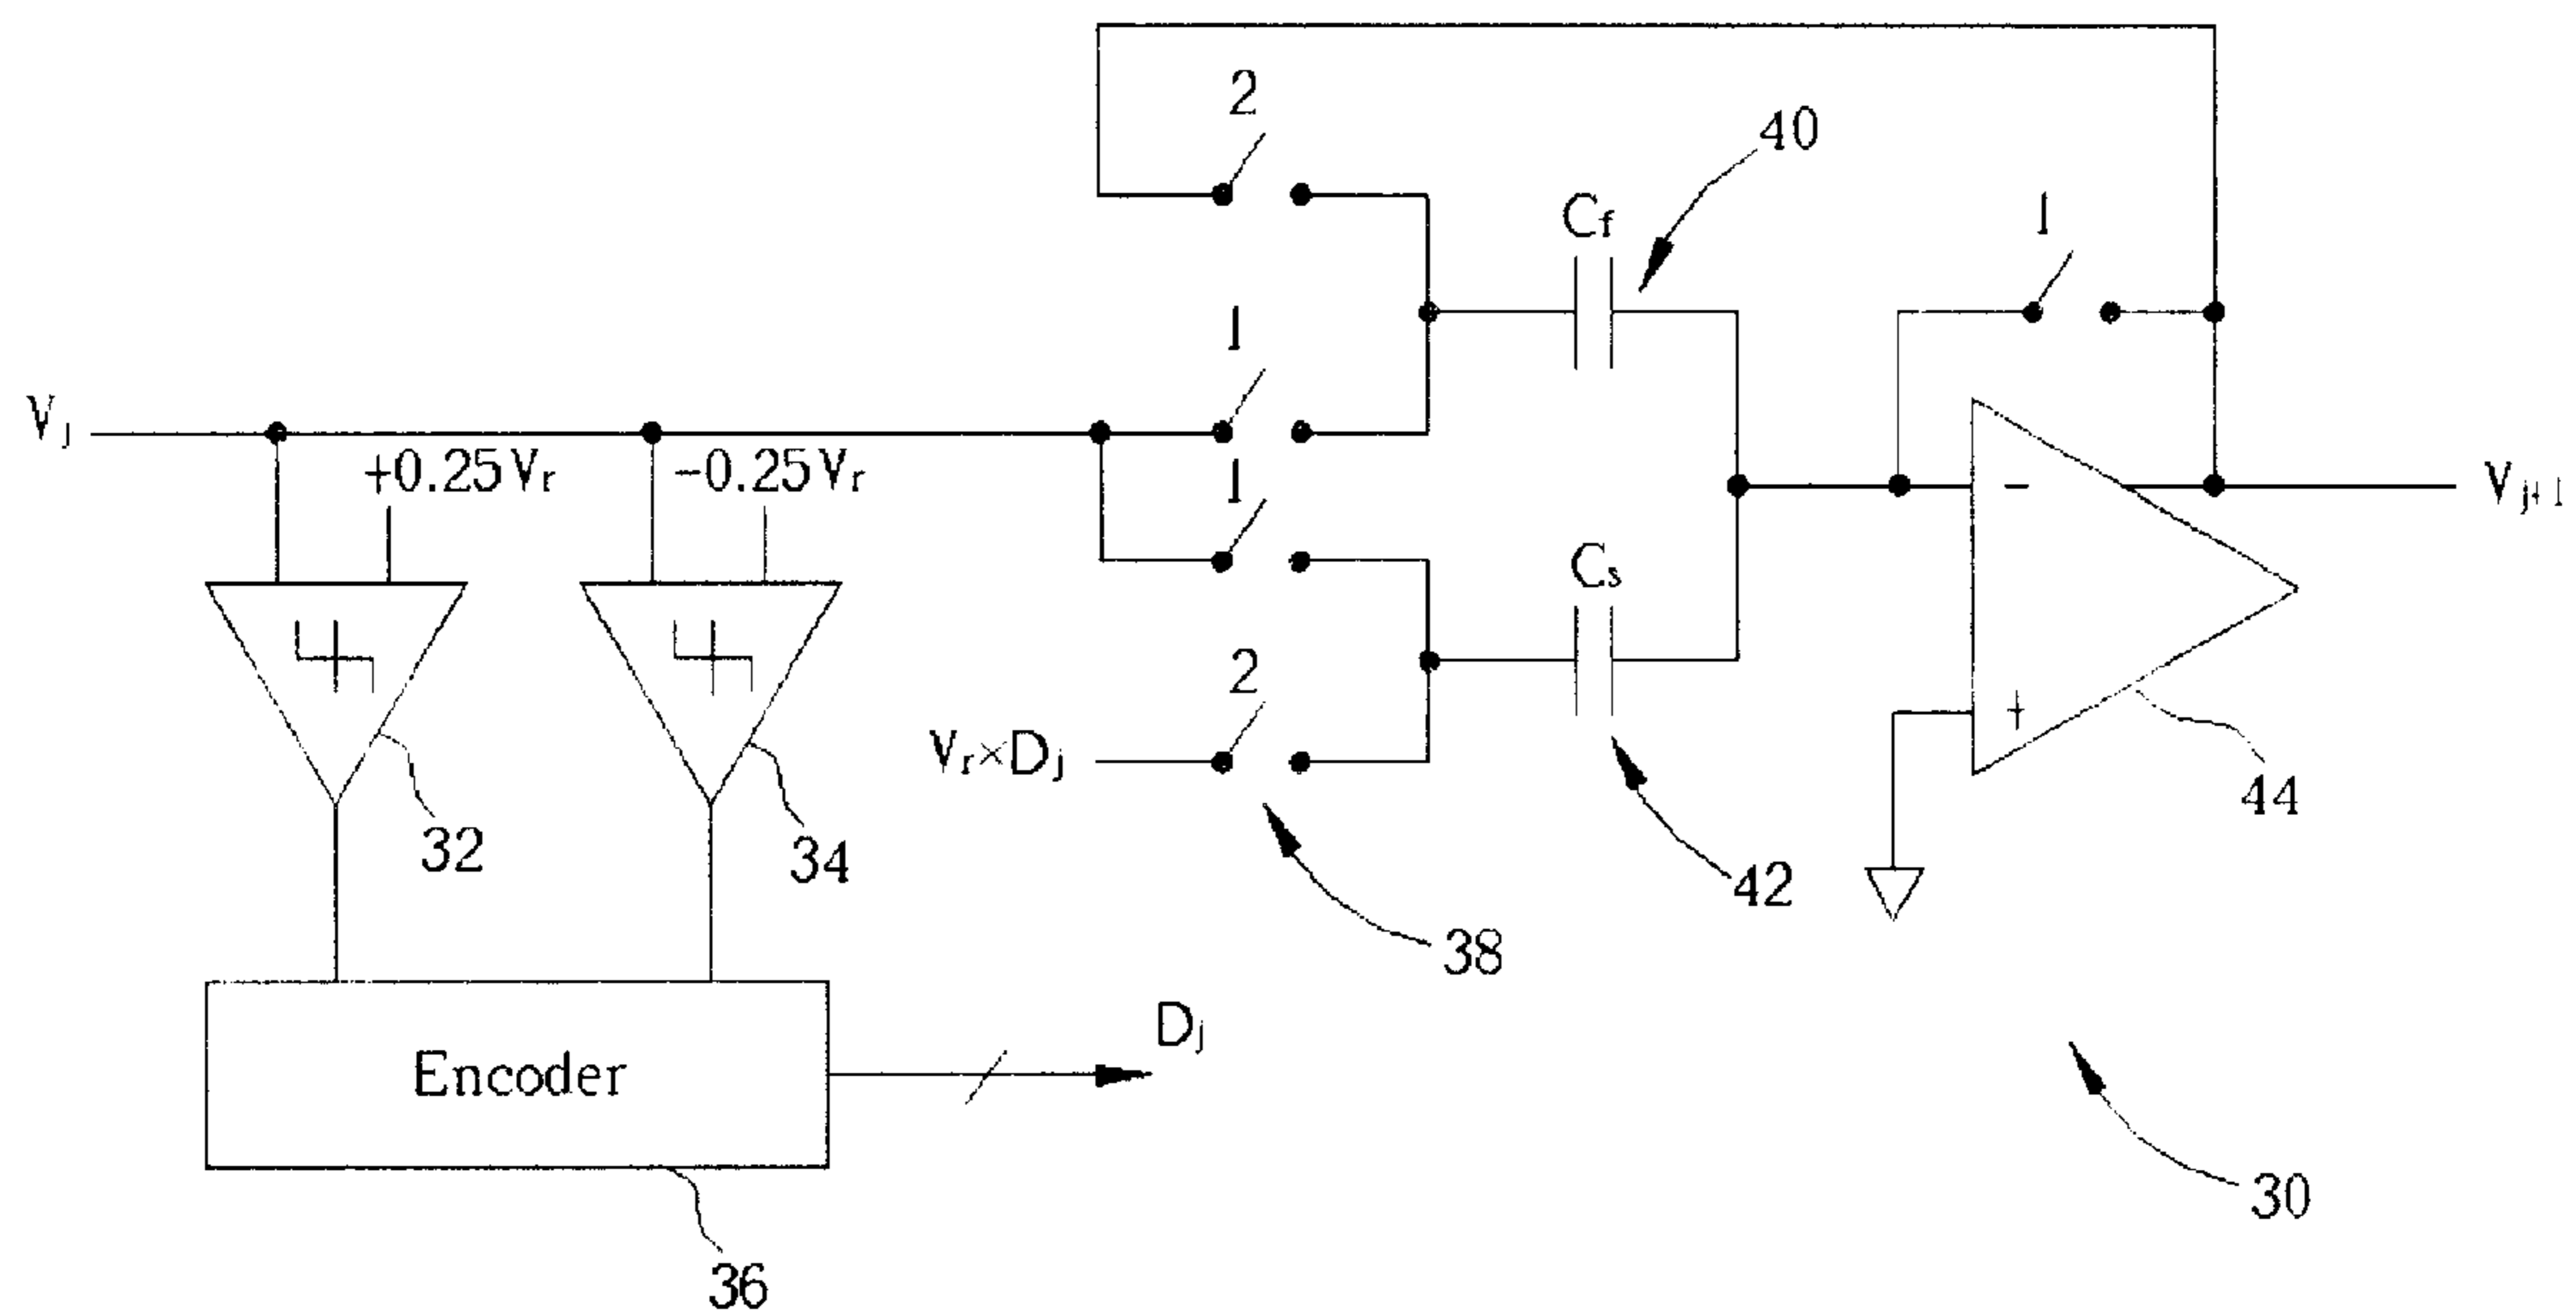 2
40
Cf
1
1
Vj
+0.25Vr
-0.25Vr
1
-
Vj+1
Cs
2
Vr×Dj
+
32
34
42
44
38
Dj
Encoder
30
36